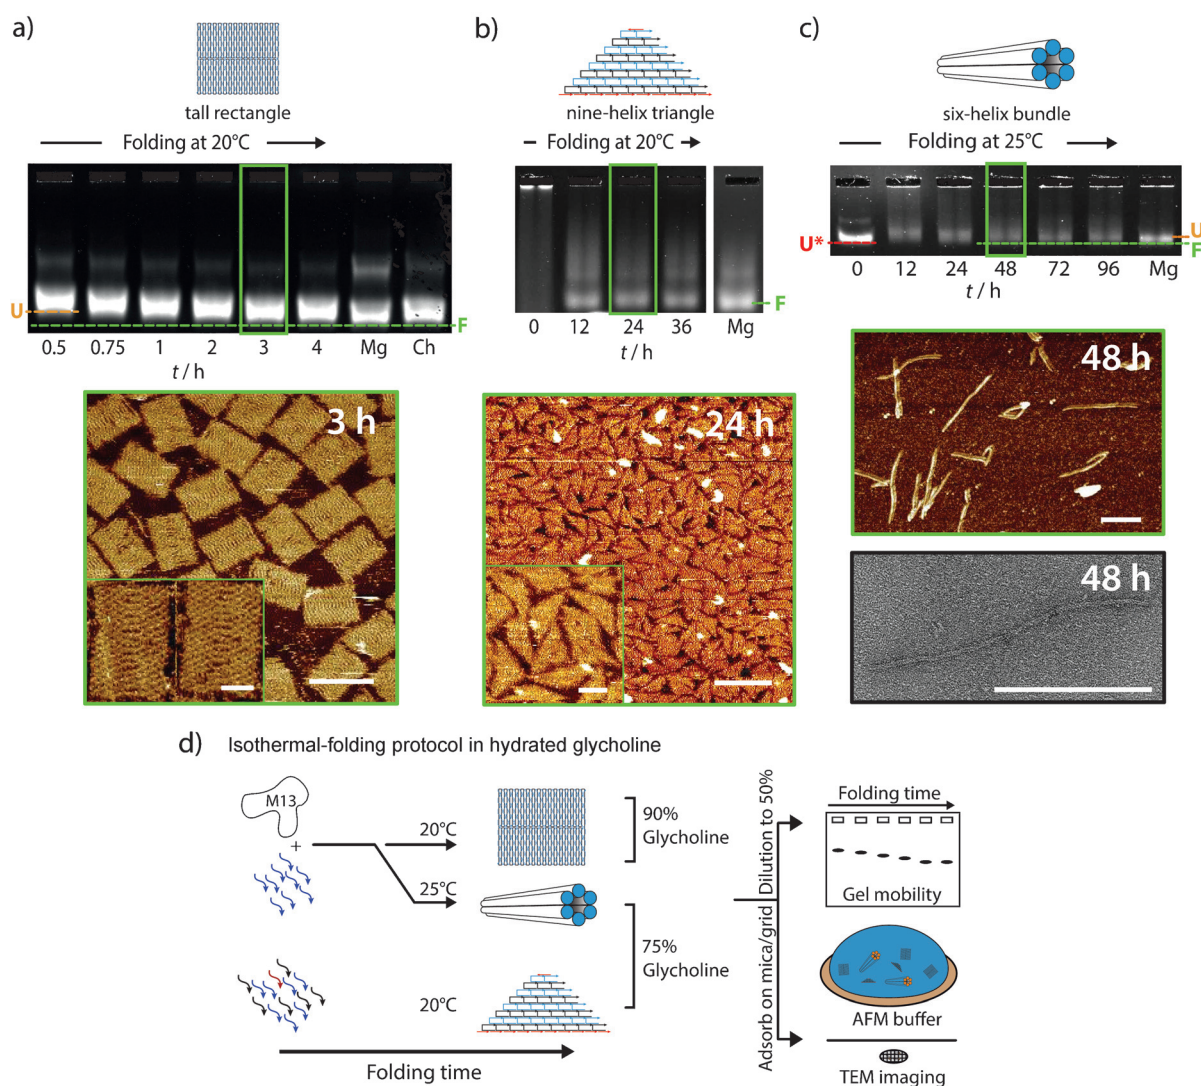 a)
tall rectangle
Folding at 20°C
U
F
0.5 0.75 1 2 3 4 Mg Ch
t / h
3 h
b)
nine-helix triangle
Folding at 20°C
F
0 12 24 36 Mg
t / h
24 h
c)
six-helix bundle
Folding at 25°C
U* U
F
0 12 24 48 72 96 Mg
t / h
48 h
48 h
d) Isothermal-folding protocol in hydrated glycholine
M13
+
20°C
25°C
20°C
90%
Glycholine
75%
Glycholine
Folding time
Adsorb on mica/grid
Dilution to 50%
Folding time
Gel mobility
AFM buffer
TEM imaging